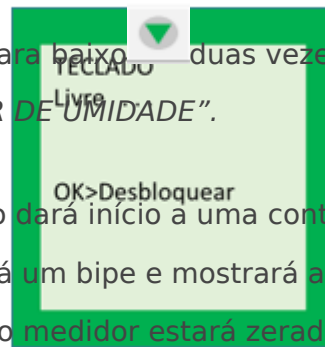 ara baixo duas veze
TECLADO
Livre ...
R DE UMIDADE”.
OK>Desbloquear
o dará início a uma cont
á um bipe e mostrará a
o medidor estará zerad